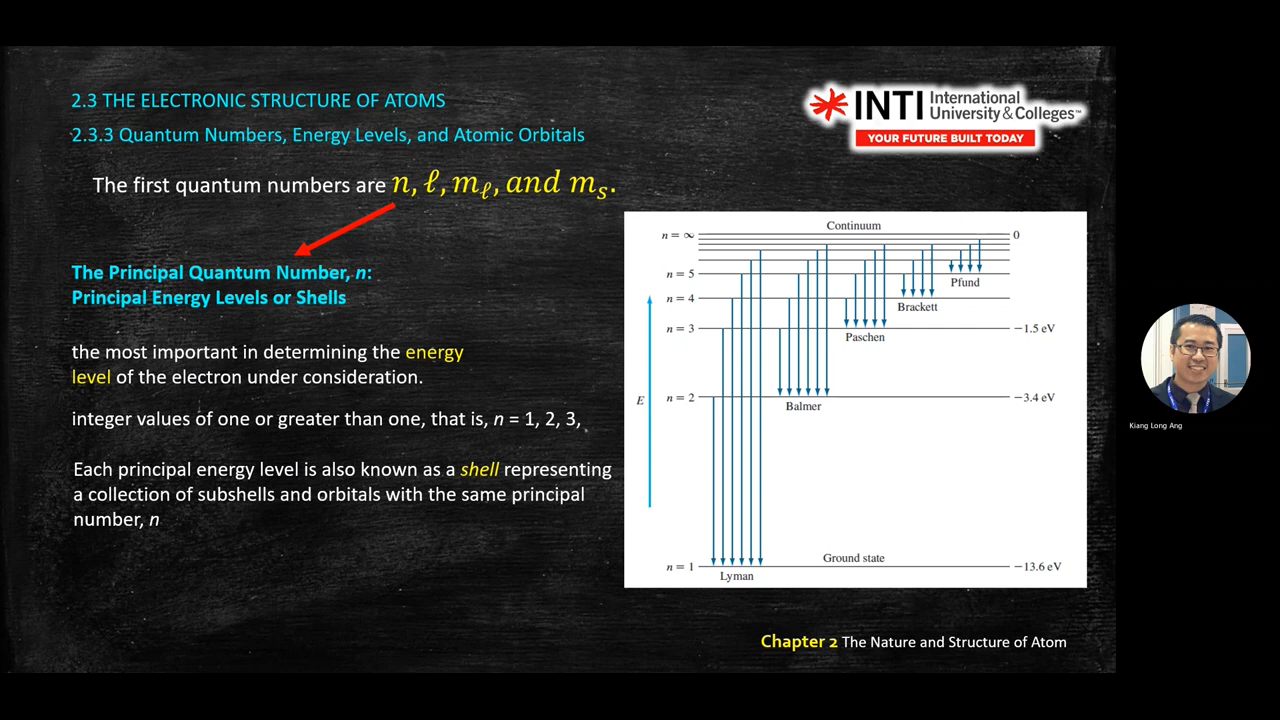 2.3 THE ELECTRONIC STRUCTURE OF ATOMS
2.3.3 Quantum Numbers, Energy Levels, and Atomic Orbitals
The first quantum numbers are n, ℓ, mℓ, and ms.
INTI International University & Colleges™
YOUR FUTURE BUILT TODAY
The Principal Quantum Number, n:
Principal Energy Levels or Shells
the most important in determining the energy
level of the electron under consideration.
integer values of one or greater than one, that is, n = 1, 2, 3,
Each principal energy level is also known as a shell representing
a collection of subshells and orbitals with the same principal
number, n
Continuum
n = ∞ 0
n = 5
Pfund
n = 4
Brackett
n = 3 −1.5 eV
Paschen
E
n = 2 −3.4 eV
Balmer
Ground state
n = 1 −13.6 eV
Lyman
Kiang Long Ang
Chapter 2 The Nature and Structure of Atom